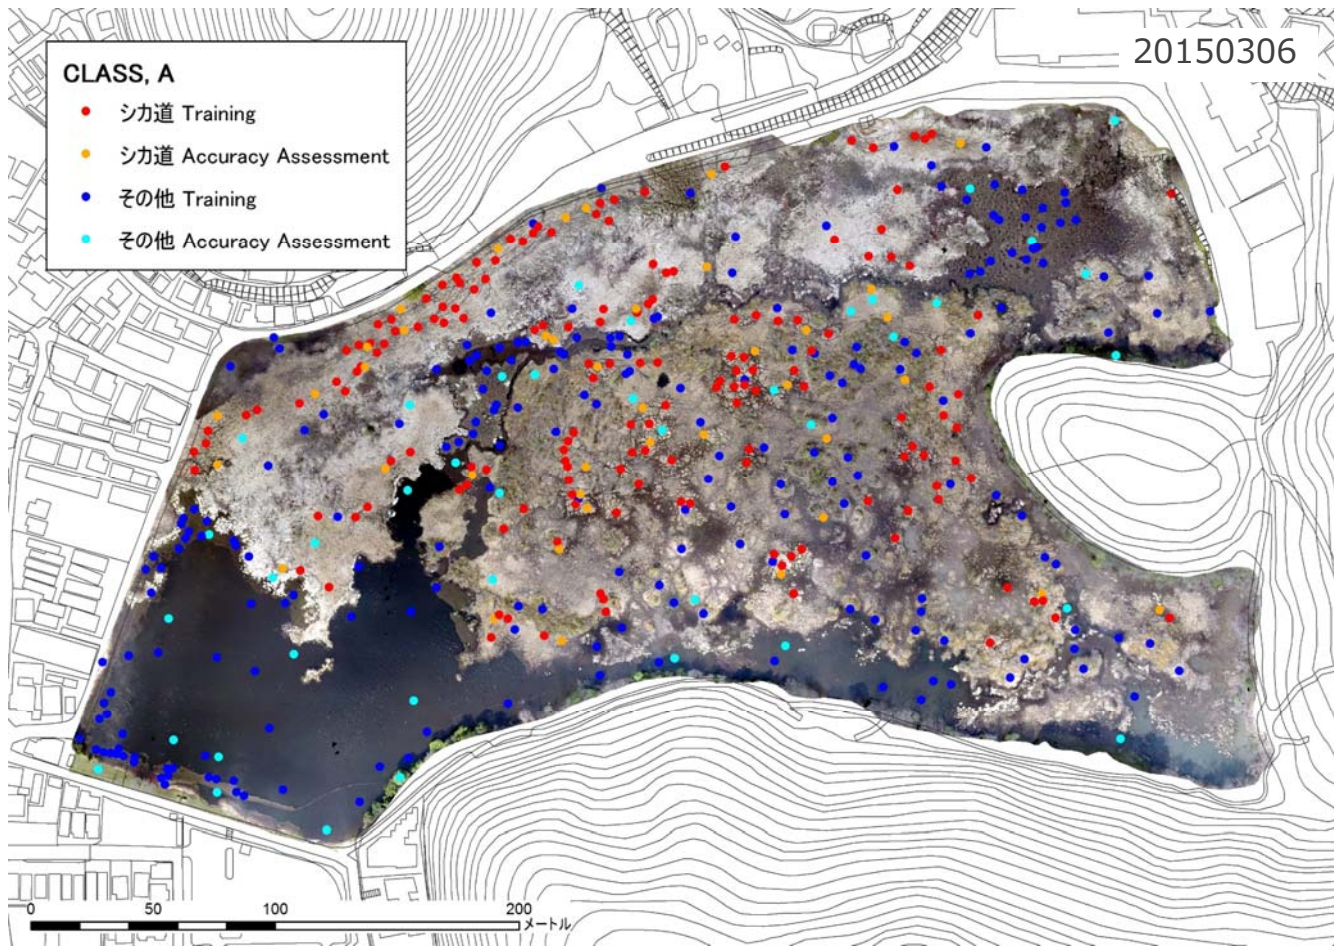 20150306
CLASS, A
シカ道 Training
シカ道 Accuracy Assessment
その他 Training
その他 Accuracy Assessment
0 50 100 200
メートル